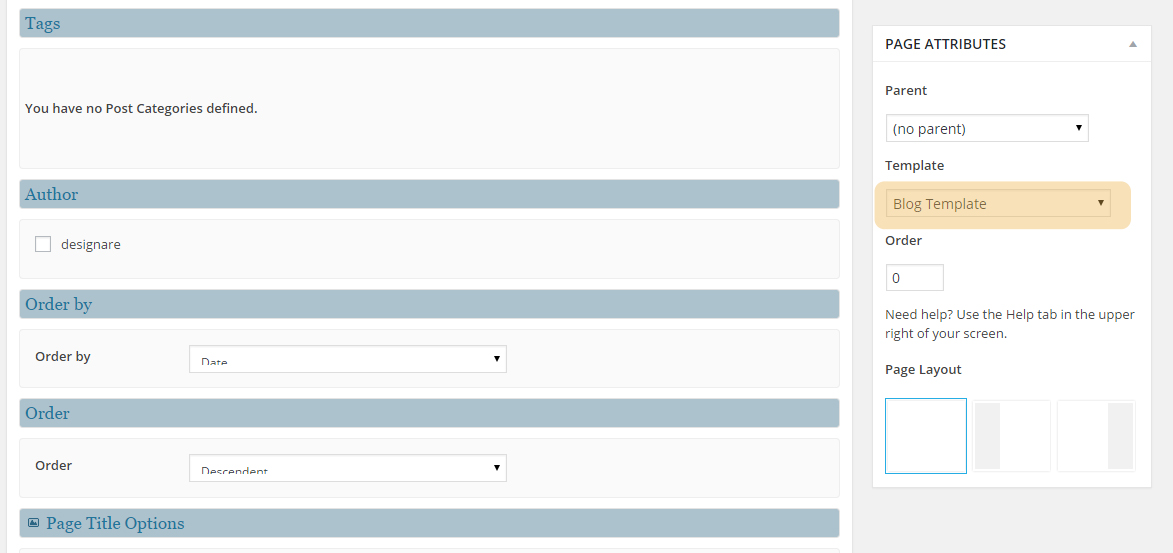 Tags
You have no Post Categories defined.
Author
designare
Order by
Order by
Date
Order
Order
Descendent
Page Title Options
PAGE ATTRIBUTES
Parent
(no parent)
Template
Blog Template
Order
0
Need help? Use the Help tab in the upper
right of your screen.
Page Layout